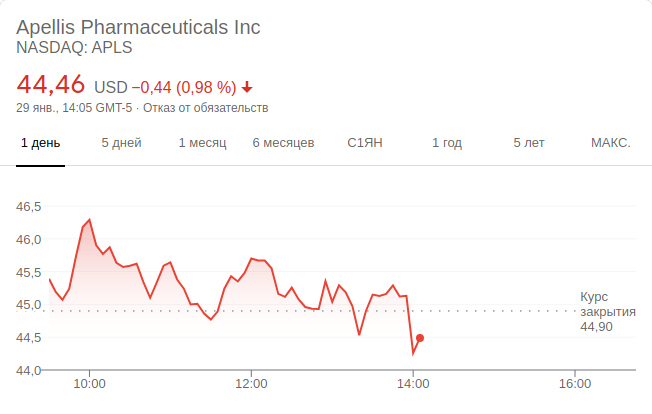 Apellis Pharmaceuticals Inc
NASDAQ: APLS
44,46 USD −0,44 (0,98 %)
29 янв., 14:05 GMT-5 · Отказ от обязательств
1 день 5 дней 1 месяц 6 месяцев С1ЯН 1 год 5 лет МАКС.
46,5
46,0
45,5
45,0
44,5
44,0
Курс
закрытия
44,90
10:00 12:00 14:00 16:00